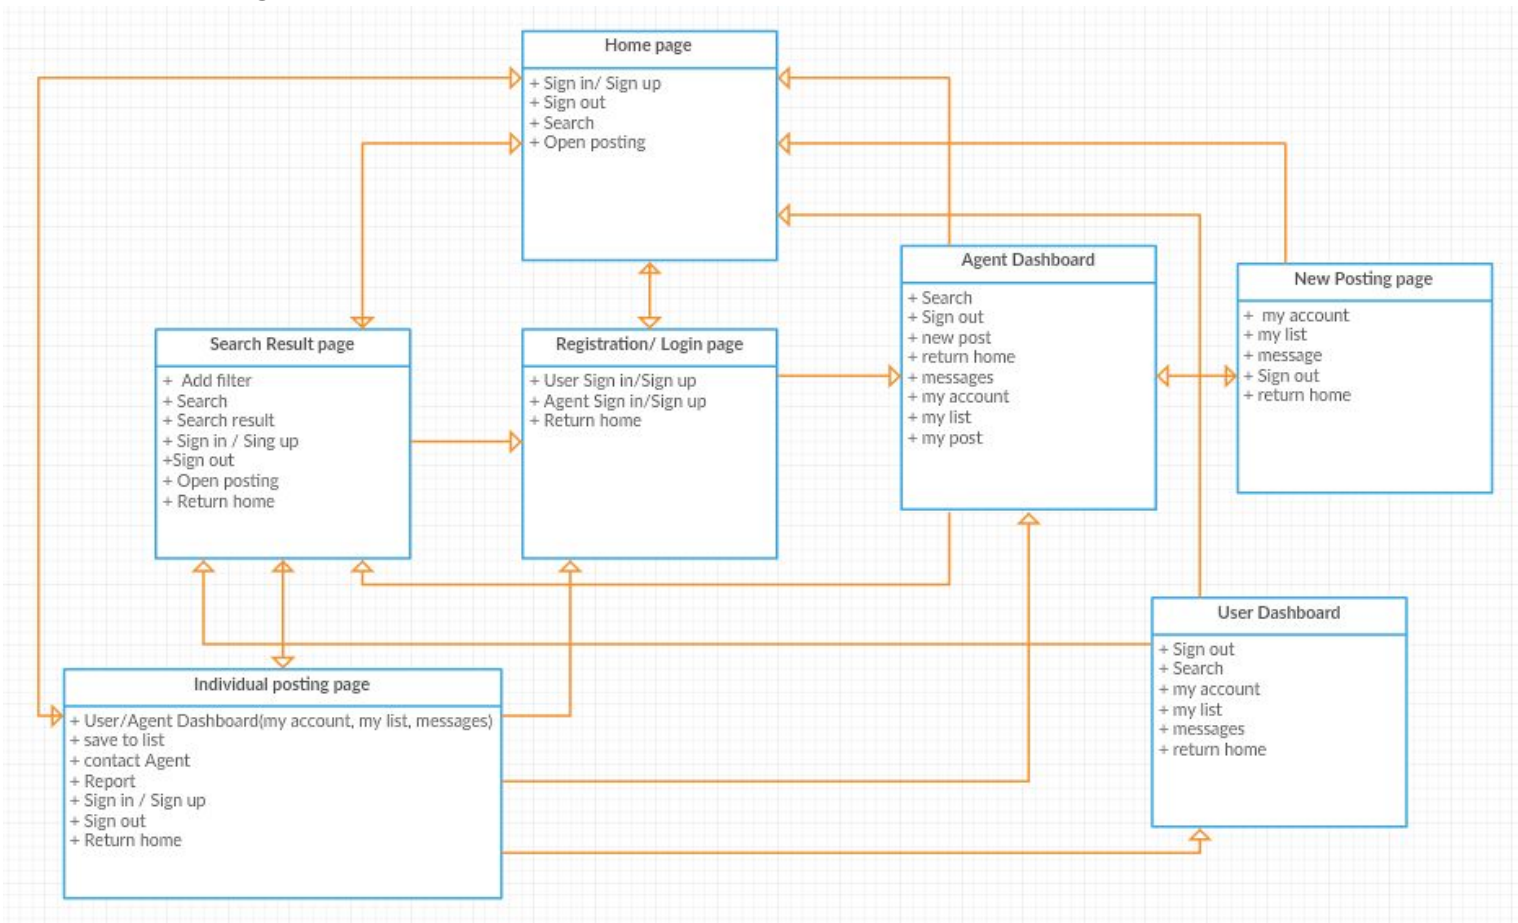 Home page
+ Sign in/ Sign up
+ Sign out
+ Search
+ Open posting
Agent Dashboard
+ Search
+ Sign out
+ new post
+ return home
+ messages
+ my account
+ my list
+ my post
New Posting page
+  my account
+ my list
+ message
+ Sign out
+ return home
Search Result page
+  Add filter
+ Search
+ Search result
+ Sign in / Sing up
+Sign out
+ Open posting
+ Return home
Registration/ Login page
+ User Sign in/Sign up
+ Agent Sign in/Sign up
+ Return home
User Dashboard
+ Sign out
+ Search
+ my account
+ my list
+ messages
+ return home
Individual posting page
+ User/Agent Dashboard(my account, my list, messages)
+ save to list
+ contact Agent
+ Report
+ Sign in / Sign up
+ Sign out
+ Return home